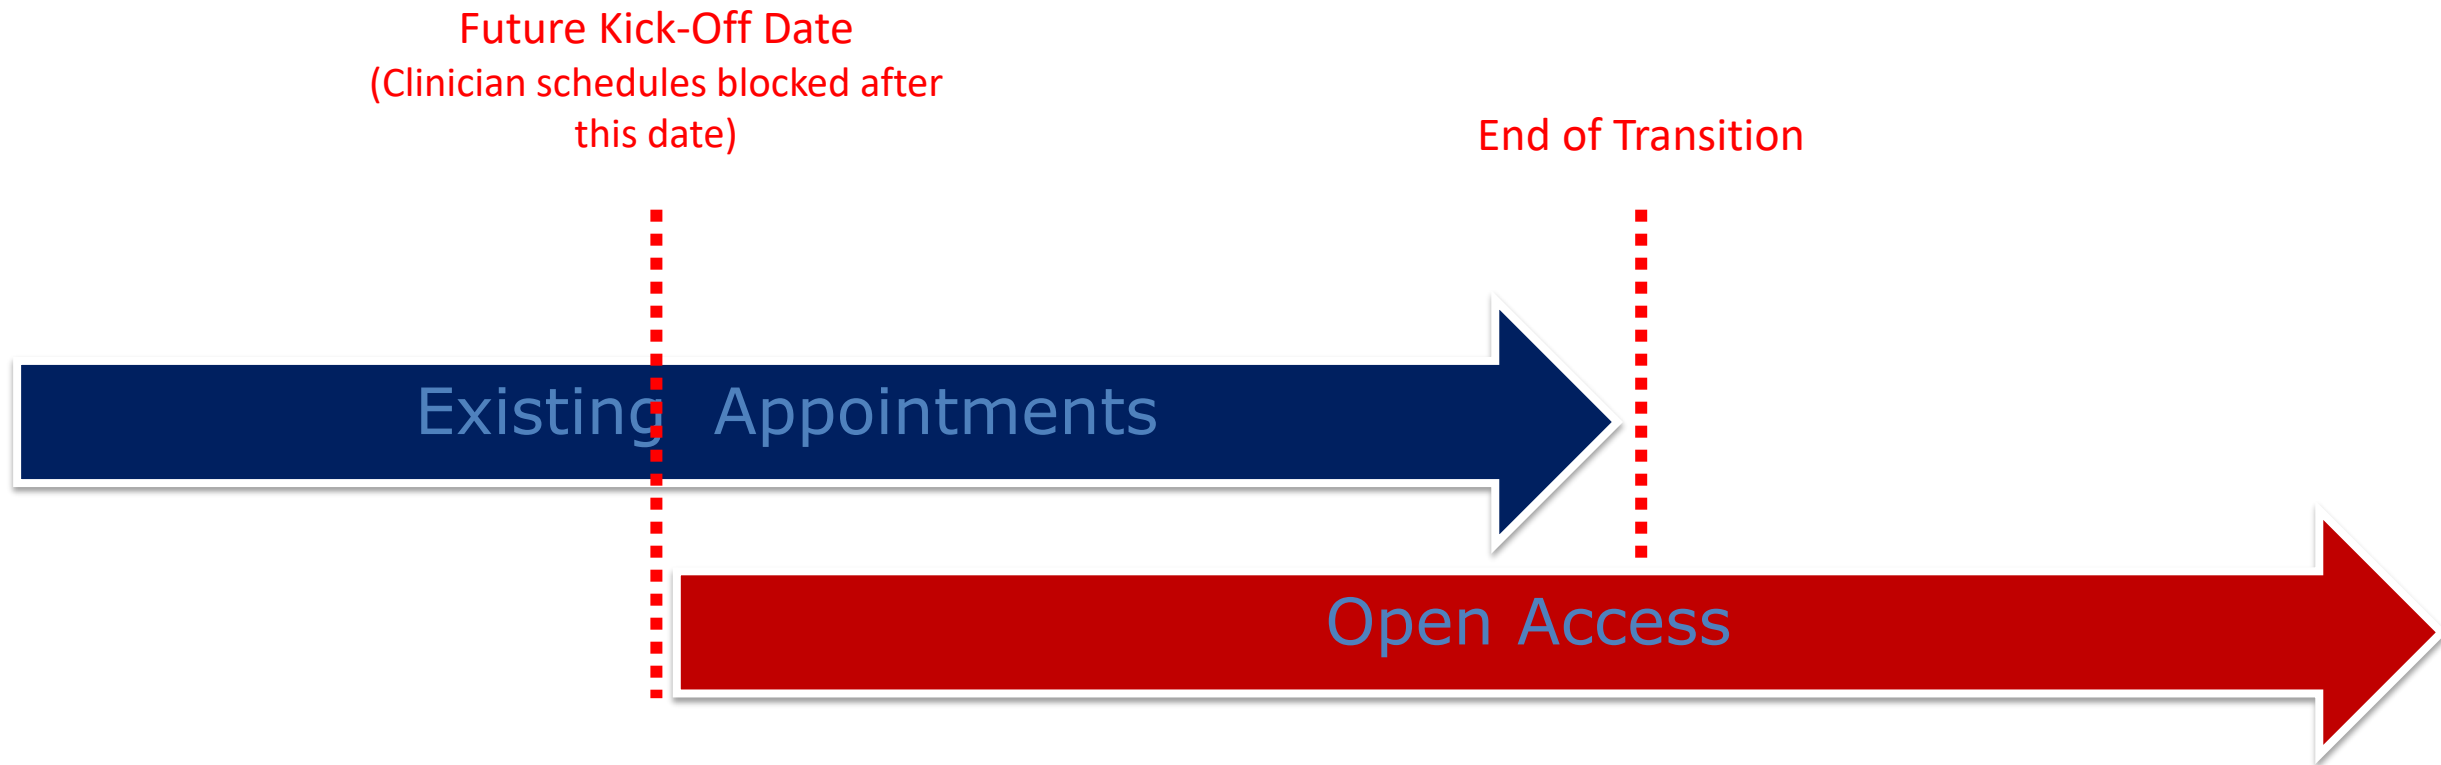 Future Kick-Off Date
(Clinician schedules blocked after
this date)
End of Transition
Existing Appointments
Open Access